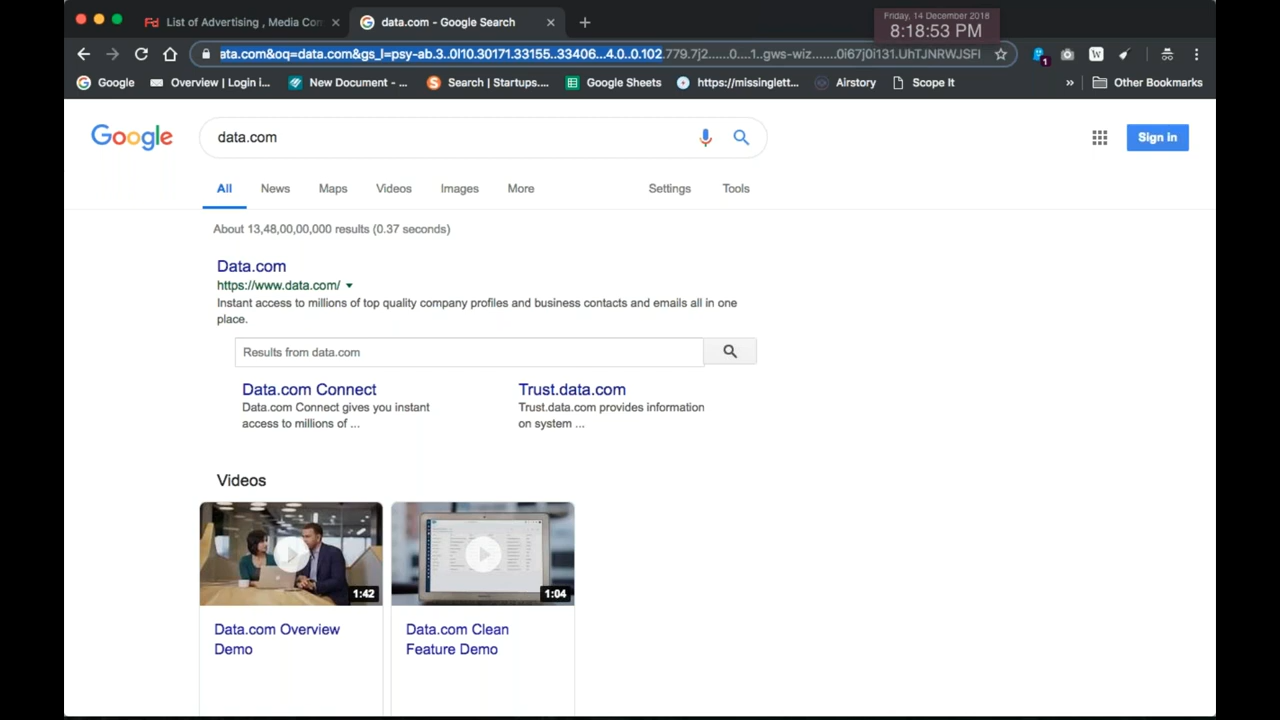 List of Advertising , Media Con
data.com - Google Search
Friday, 14 December 2018
8:18:53 PM
ata.com&oq=data.com&gs_l=psy-ab.3..0l10.30171.33155..33406...4.0..0.102.779.7j2......0....1..gws-wiz.......0i67j0i131.UhTJNRWJSFI
1
W
Google
Overview | Login i...
New Document - ...
Search | Startups....
Google Sheets
https://missinglett...
Airstory
Scope It
»
Other Bookmarks
Google
data.com
Sign in
All
News
Maps
Videos
Images
More
Settings
Tools
About 13,48,00,00,000 results (0.37 seconds)
Data.com
https://www.data.com/
Instant access to millions of top quality company profiles and business contacts and emails all in one
place.
Results from data.com
Data.com Connect
Data.com Connect gives you instant
access to millions of ...
Trust.data.com
Trust.data.com provides information
on system ...
Videos
1:42
1:04
Data.com Overview
Demo
Data.com Clean
Feature Demo